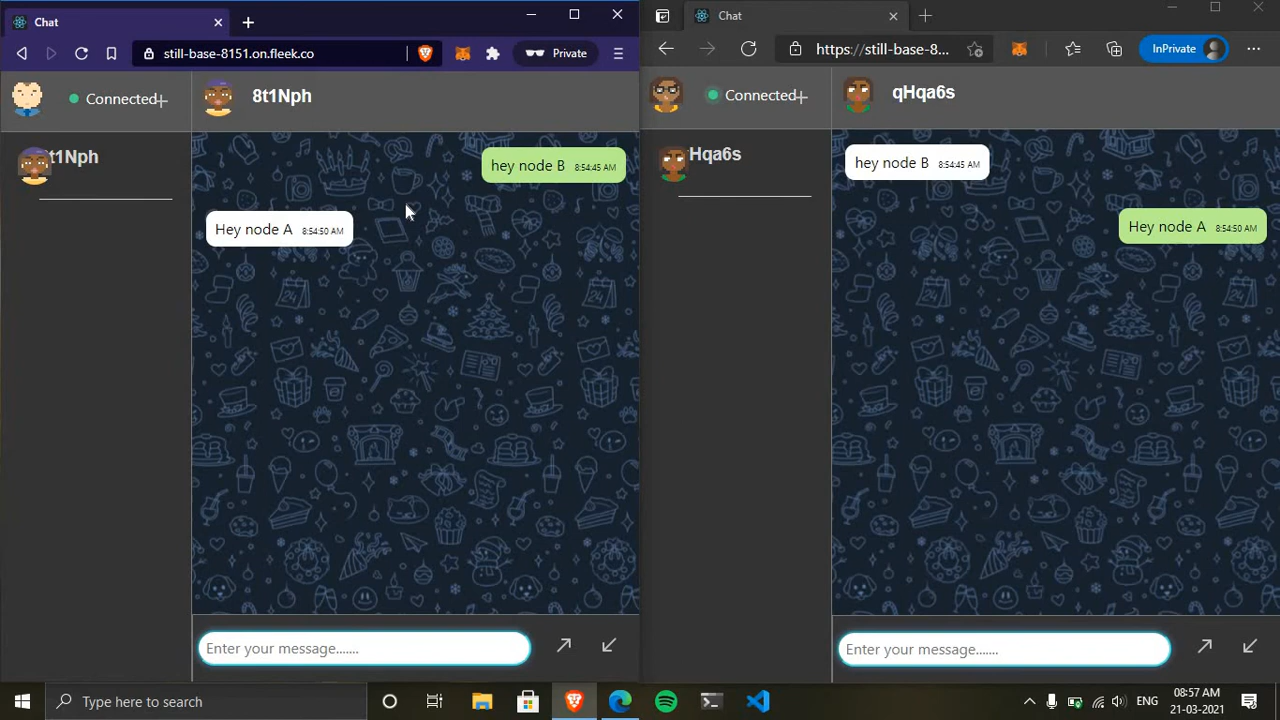 Chat
still-base-8151.on.fleek.co
Private
Connected
8t1Nph
t1Nph
hey node B 8:54:45 AM
Hey node A 8:54:50 AM
Enter your message.......
Chat
https://still-base-8...
InPrivate
Connected
qHqa6s
Hqa6s
hey node B 8:54:45 AM
Hey node A 8:54:50 AM
Enter your message.......
Type here to search
ENG
08:57 AM
21-03-2021